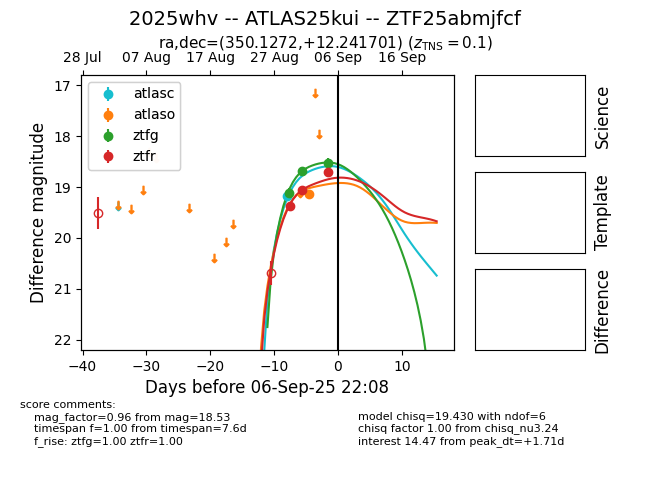 2025whv -- ATLAS25kui -- ZTF25abmjfcf
ra,dec=(350.1272,+12.241701) (zTNS = 0.1)
28 Jul 07 Aug 17 Aug 27 Aug 06 Sep 16 Sep
atlasc
atlaso
ztfg
ztfr
17
18
19
20
21
22
Difference magnitude
−40 −30 −20 −10 0 10
Days before 06-Sep-25 22:08
Science
Template
Difference
score comments:
mag_factor=0.96 from mag=18.53
timespan f=1.00 from timespan=7.6d
f_rise: ztfg=1.00 ztfr=1.00
model chisq=19.430 with ndof=6
chisq factor 1.00 from chisq_nu3.24
interest 14.47 from peak_dt=+1.71d